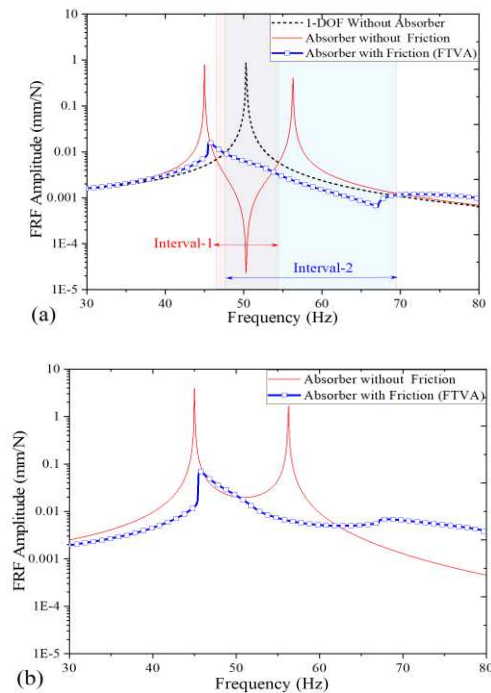 10
1
0.1
0.01
0.001
1E-4
1E-5
FRF Amplitude (mm/N)
1-DOF Without Absorber
Absorber without Friction
Absorber with Friction (FTVA)
Interval-1
Interval-2
30 40 50 60 70 80
Frequency (Hz)
(a)
10
1
0.1
0.01
0.001
1E-4
1E-5
FRF Amplitude (mm/N)
Absorber without Friction
Absorber with Friction (FTVA)
30 40 50 60 70 80
Frequency (Hz)
(b)